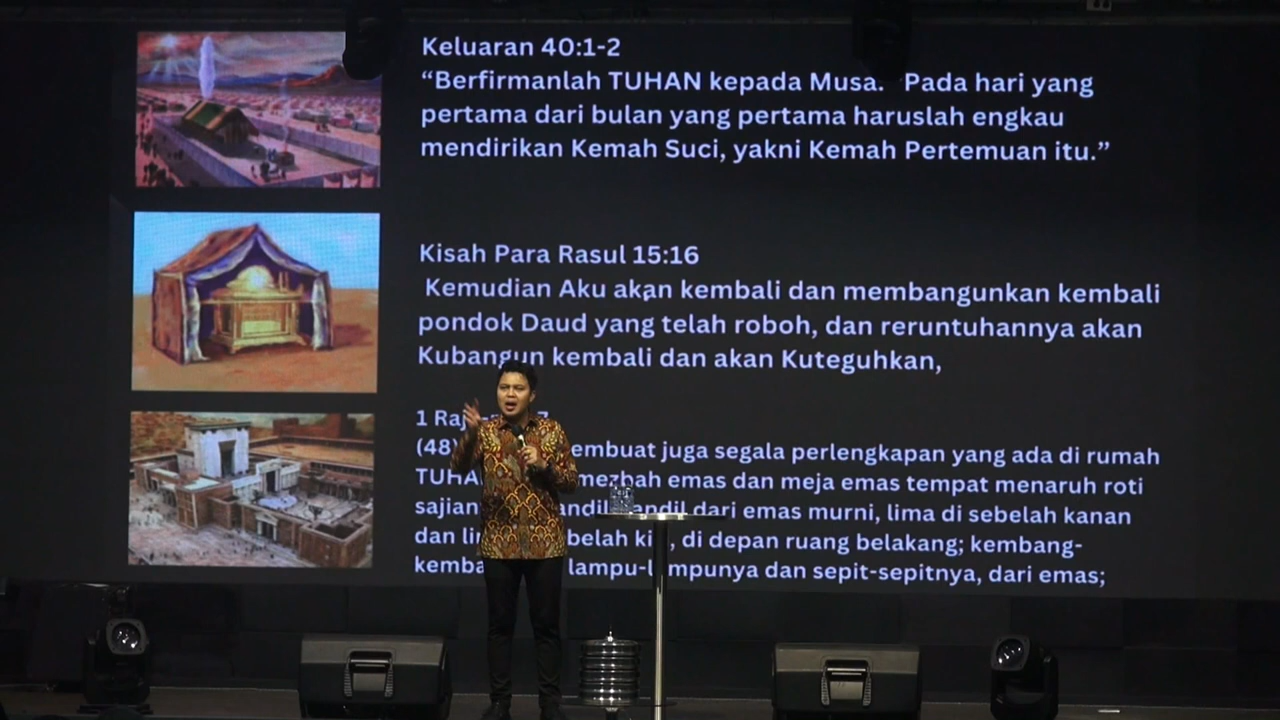 Keluaran 40:1-2
“Berfirmanlah TUHAN kepada Musa. “Pada hari yang
pertama dari bulan yang pertama haruslah engkau
mendirikan Kemah Suci, yakni Kemah Pertemuan itu.”
Kisah Para Rasul 15:16
Kemudian Aku akan kembali dan membangunkan kembali
pondok Daud yang telah roboh, dan reruntuhannya akan
Kubangun kembali dan akan Kuteguhkan,
1
(48) juga segala perlengkapan yang ada di rumah
mezbah emas dan meja emas tempat menaruh roti
sajian dari emas murni, lima di sebelah kanan
dan di depan ruang belakang; kembang-
lampu-lampunya dan sepit-sepitnya, dari emas;